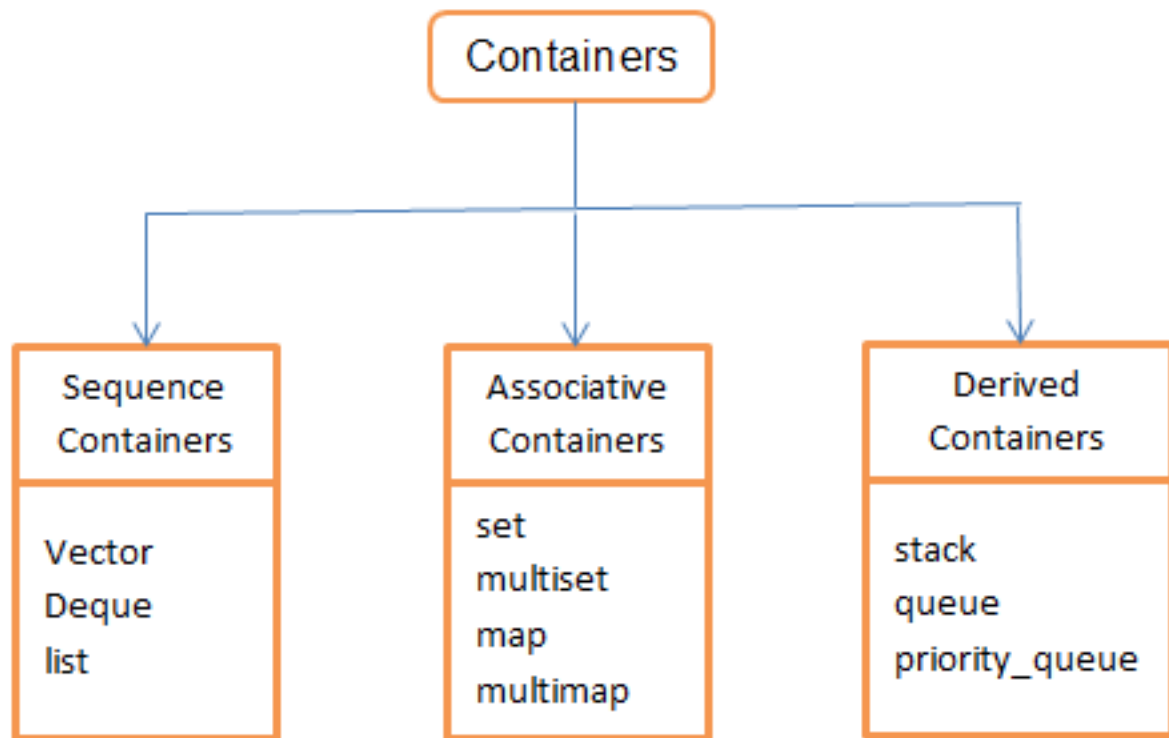 Containers
Sequence
Containers
Vector
Deque
list
Associative
Containers
set
multiset
map
multimap
Derived
Containers
stack
queue
priority_queue